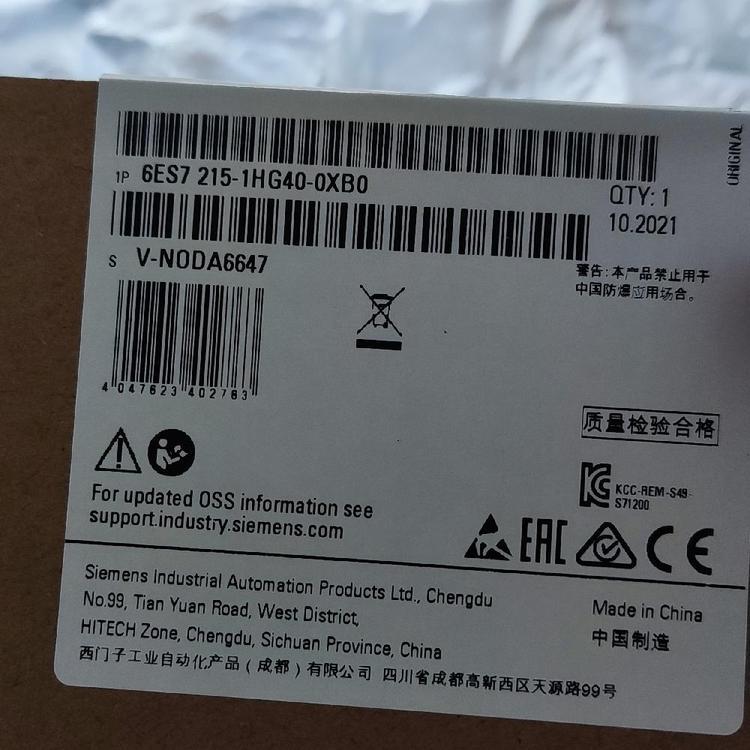 ORIGINAL
1P 6ES7 215-1HG40-0XB0
QTY: 1
10.2021
S V-N0DA6647
警告:本产品禁止用于
中国防爆应用场合。
4 047623 402763
质量检验合格
KCC-REM-S49-
S71200
For updated OSS information see
support.industry.siemens.com
EAC
CE
Siemens Industrial Automation Products Ltd., Chengdu
No.99, Tian Yuan Road, West District,
HITECH Zone, Chengdu, Sichuan Province, China
Made in China
中国制造
西门子工业自动化产品(成都)有限公司 四川省成都高新西区天源路99号